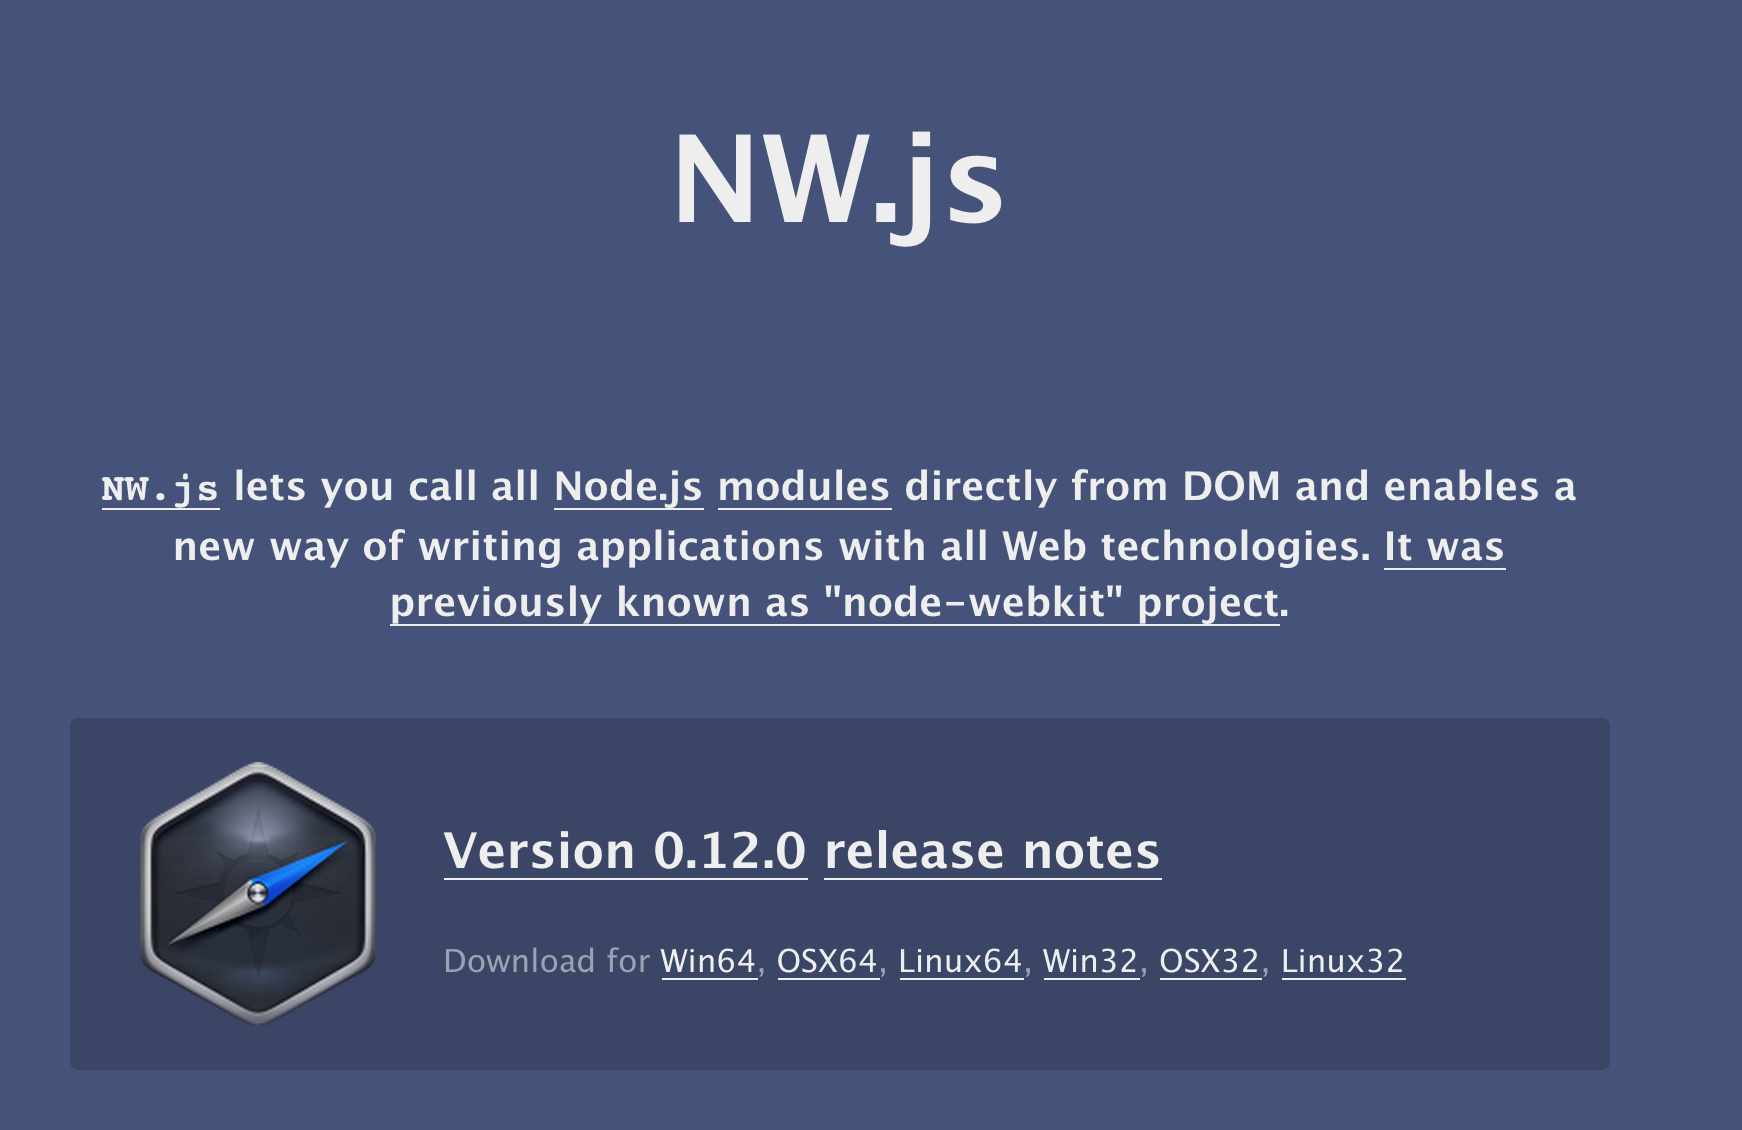 NW.js
NW.js lets you call all Node.js modules directly from DOM and enables a
new way of writing applications with all Web technologies. It was
previously known as "node-webkit" project.
Version 0.12.0 release notes
Download for Win64, OSX64, Linux64, Win32, OSX32, Linux32